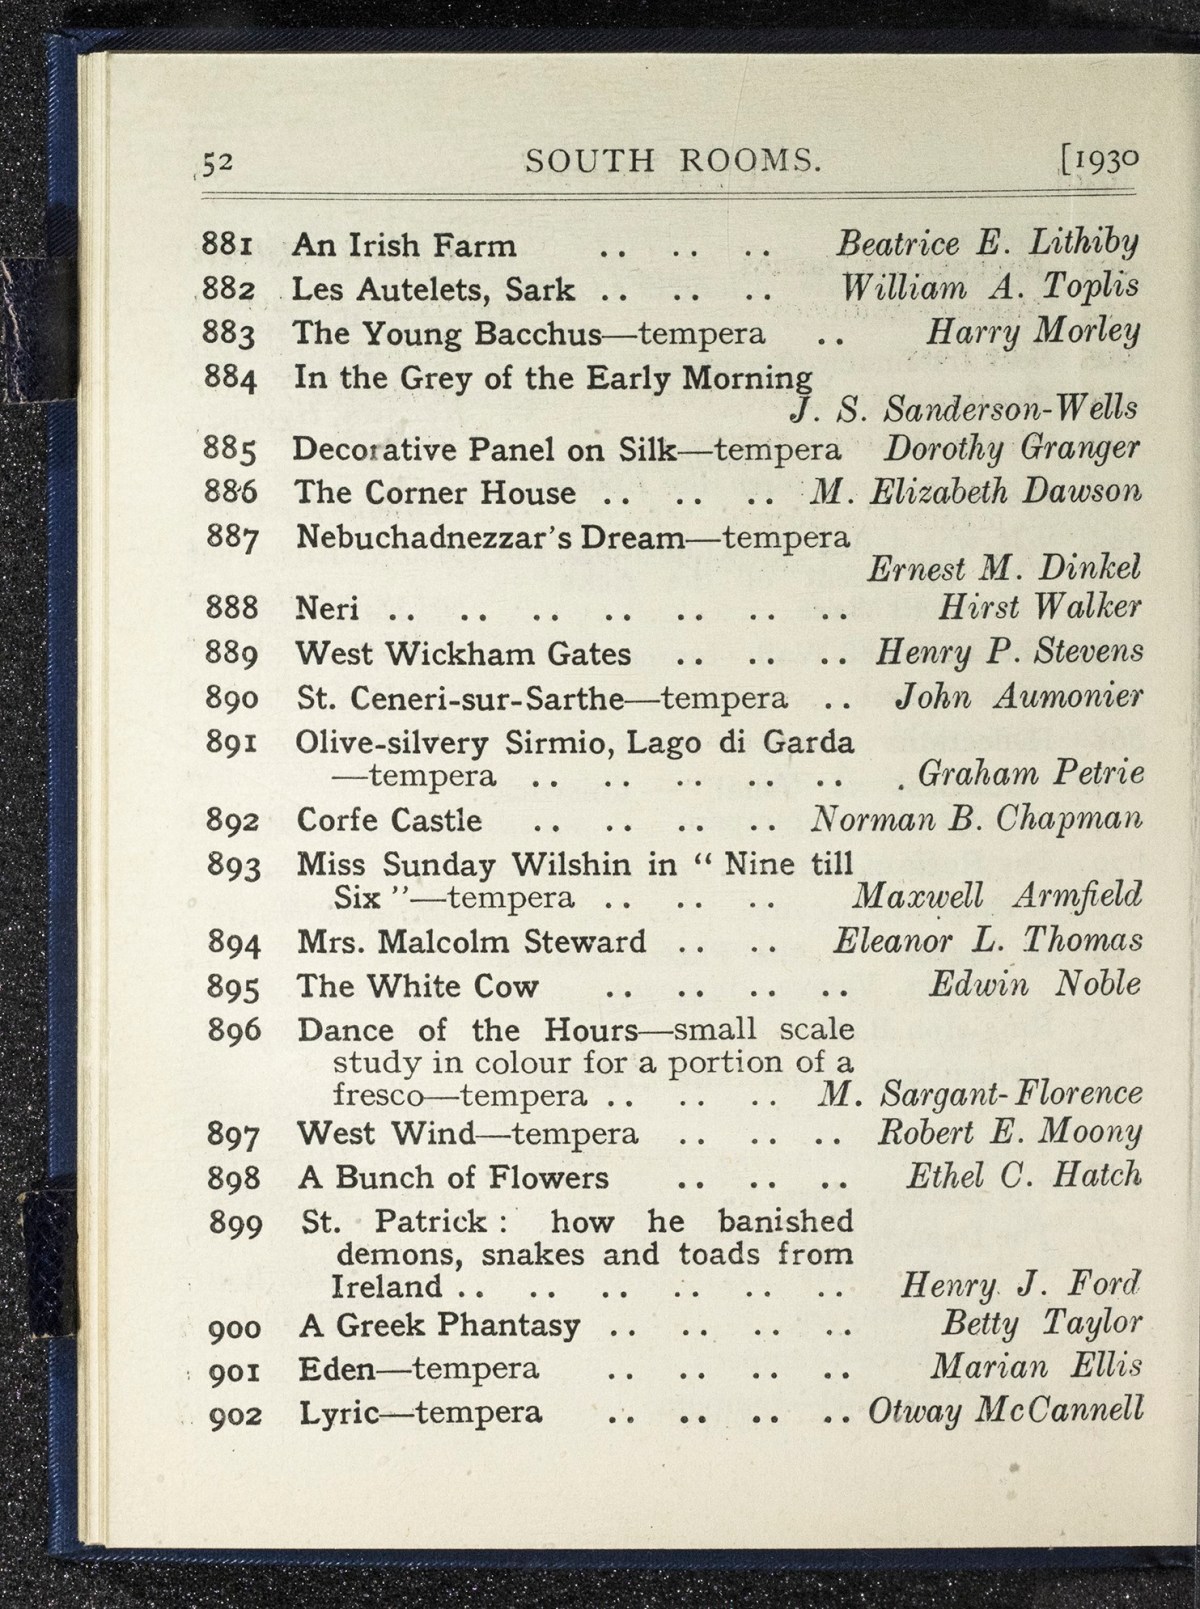 52 SOUTH ROOMS. [1930
881 An Irish Farm .. .. .. Beatrice E. Lithiby
882 Les Autelets, Sark .. .. .. William A. Toplis
883 The Young Bacchus—tempera .. Harry Morley
884 In the Grey of the Early Morning
J. S. Sanderson-Wells
885 Decorative Panel on Silk—tempera Dorothy Granger
886 The Corner House .. .. .. M. Elizabeth Dawson
887 Nebuchadnezzar's Dream—tempera
Ernest M. Dinkel
888 Neri .. .. .. .. .. .. .. Hirst Walker
889 West Wickham Gates .. .. .. Henry P. Stevens
890 St. Ceneri-sur-Sarthe—tempera .. John Aumonier
891 Olive-silvery Sirmio, Lago di Garda
—tempera .. .. .. .. .. . Graham Petrie
892 Corfe Castle .. .. .. .. Norman B. Chapman
893 Miss Sunday Wilshin in “ Nine till
Six ”—tempera .. .. .. Maxwell Armfield
894 Mrs. Malcolm Steward .. .. Eleanor L. Thomas
895 The White Cow .. .. .. .. Edwin Noble
896 Dance of the Hours—small scale
study in colour for a portion of a
fresco—tempera .. .. .. M. Sargant-Florence
897 West Wind—tempera .. .. .. Robert E. Moony
898 A Bunch of Flowers .. .. .. Ethel C. Hatch
899 St. Patrick : how he banished
demons, snakes and toads from
Ireland .. .. .. .. .. .. Henry J. Ford
900 A Greek Phantasy .. .. .. .. Betty Taylor
901 Eden—tempera .. .. .. .. Marian Ellis
902 Lyric—tempera .. .. .. .. Otway McCannell